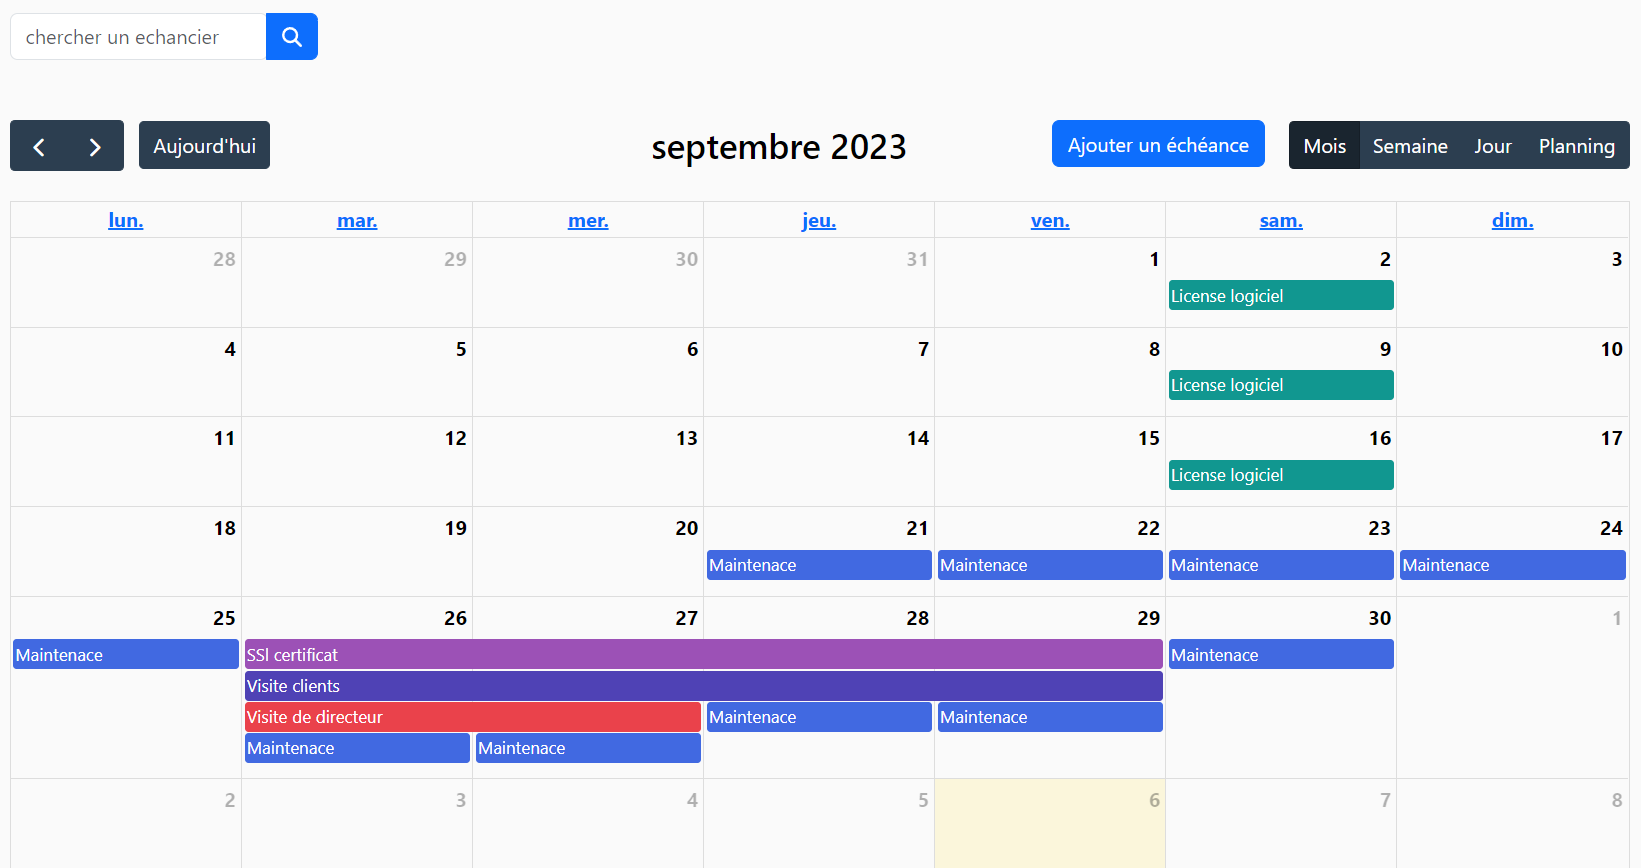 chercher un echancier
Aujourd'hui septembre 2023 Ajouter un échéance Mois Semaine Jour Planning
lun. mar. mer. jeu. ven. sam. dim.
28 29 30 31 1 2 3
License logiciel
4 5 6 7 8 9 10
License logiciel
11 12 13 14 15 16 17
License logiciel
18 19 20 21 22 23 24
Maintenace Maintenace Maintenace Maintenace
25 26 27 28 29 30 1
Maintenace SSl certificat Maintenace
Visite clients
Visite de directeur Maintenace Maintenace
Maintenace Maintenace
2 3 4 5 6 7 8